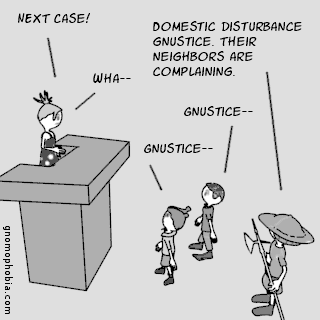 NEXT CASE!
DOMESTIC DISTURBANCE
GNUSTICE. THEIR
NEIGHBORS ARE
COMPLAINING.
WHA--
GNUSTICE--
GNUSTICE--
gnomophobia.com